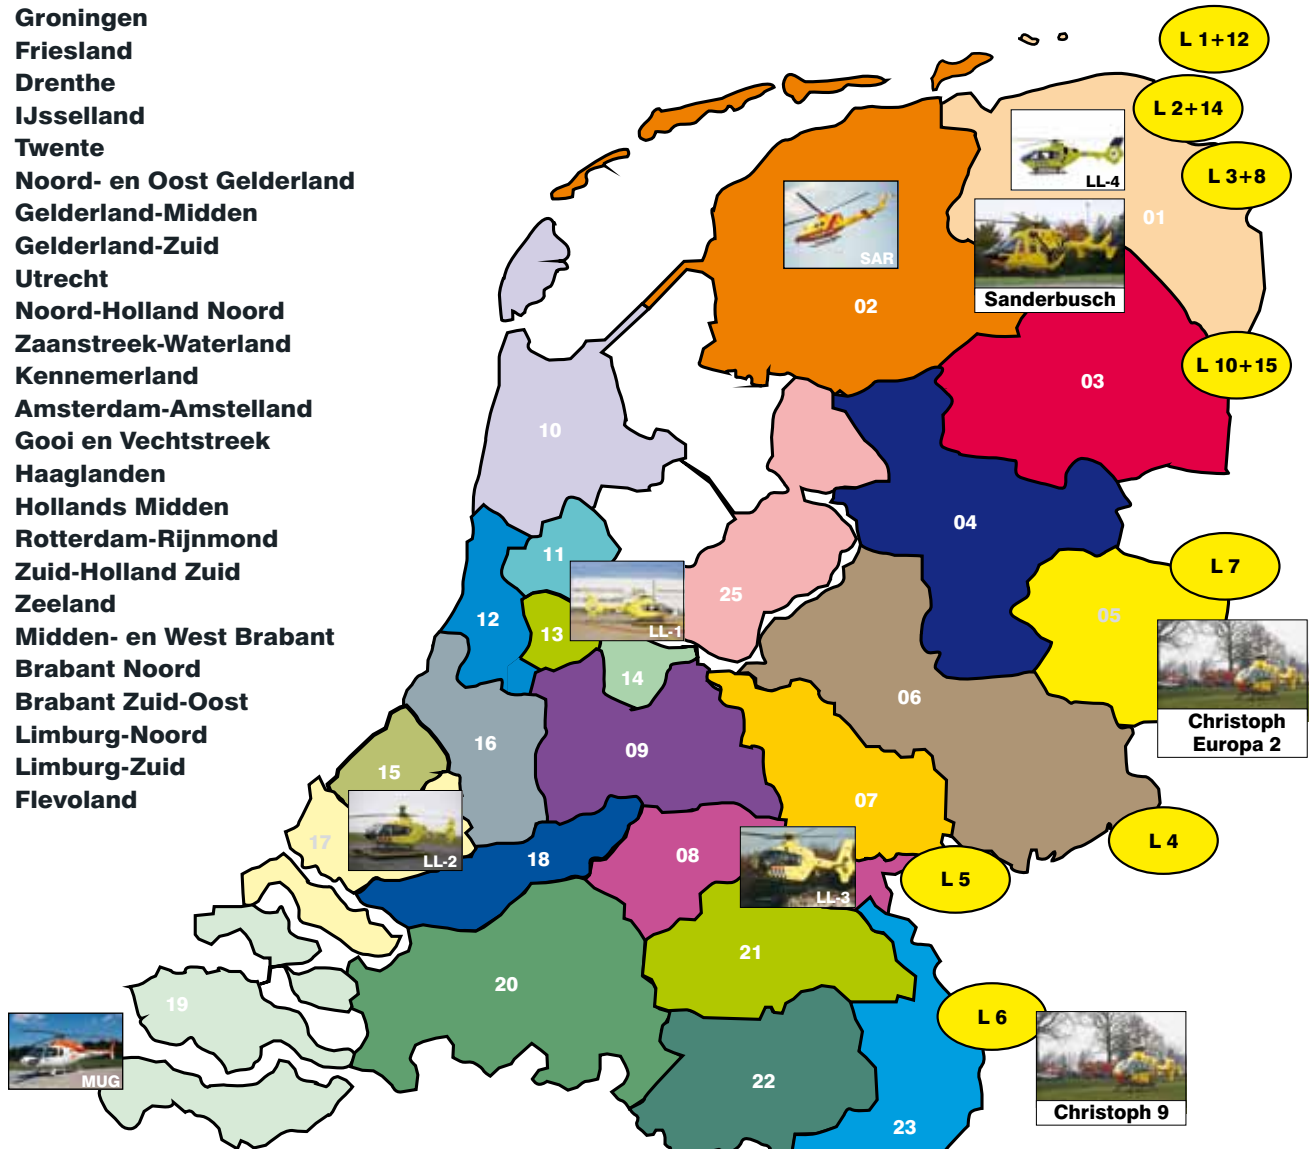 Groningen
Friesland
Drenthe
IJsselland
Twente
Noord- en Oost Gelderland
Gelderland-Midden
Gelderland-Zuid
Utrecht
Noord-Holland Noord
Zaanstreek-Waterland
Kennemerland
Amsterdam-Amstelland
Gooi en Vechtstreek
Haaglanden
Hollands Midden
Rotterdam-Rijnmond
Zuid-Holland Zuid
Zeeland
Midden- en West Brabant
Brabant Noord
Brabant Zuid-Oost
Limburg-Noord
Limburg-Zuid
Flevoland
L 1+12
L 2+14
L 3+8
LL-4
01
SAR
Sanderbusch
02
L 10+15
03
10
04
11
L 7
25
05
12
13
LL-1
14
06
Christoph
Europa 2
16
09
15
07
17
LL-2
18
08
L 4
L 5
LL-3
21
20
19
L 6
MUG
22
Christoph 9
23